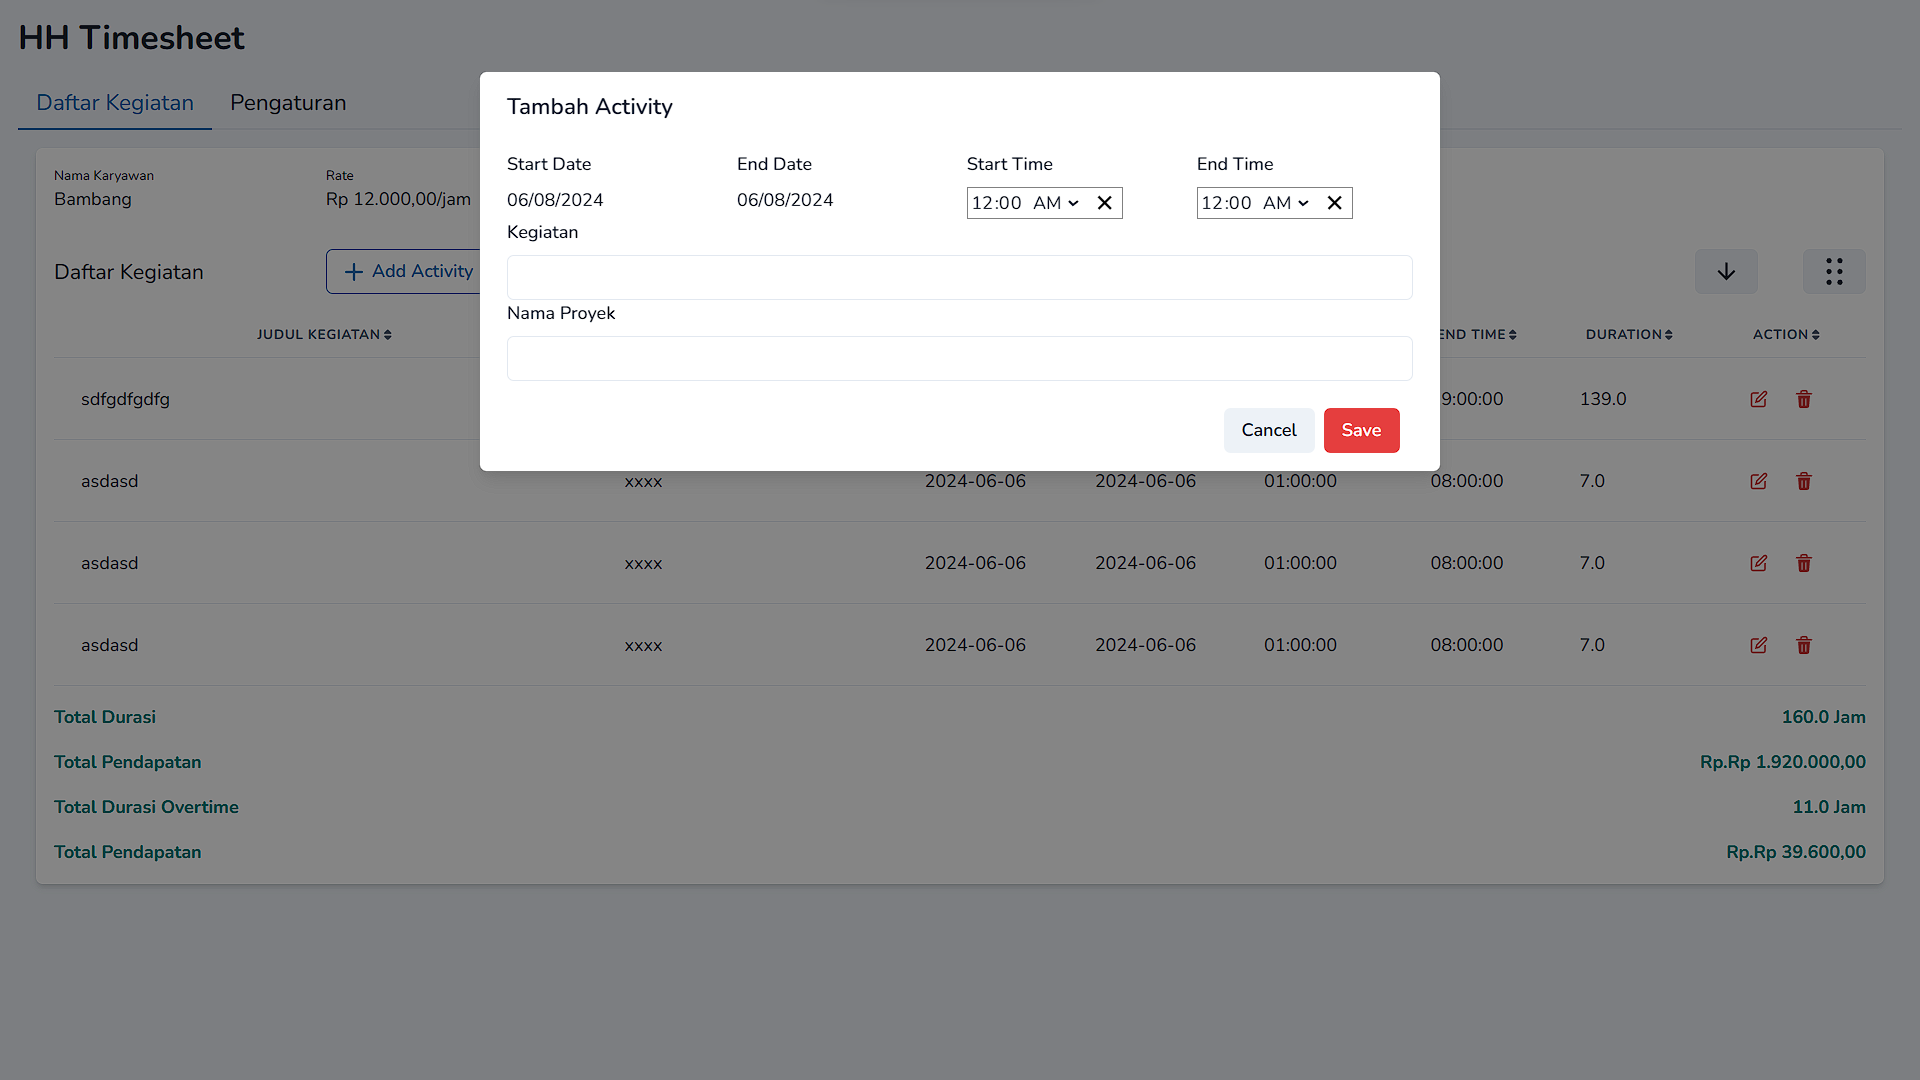 HH Timesheet
Daftar Kegiatan Pengaturan
Tambah Activity
Start Date End Date Start Time End Time
06/08/2024 06/08/2024 12:00 AM 12:00 AM
Kegiatan
Nama Proyek
Cancel Save
Nama Karyawan Rate
Bambang Rp 12.000,00/jam
Daftar Kegiatan Add Activity
JUDUL KEGIATAN END TIME DURATION ACTION
sdfgdfgdfg 9:00:00 139.0
asdasd xxxx 2024-06-06 2024-06-06 01:00:00 08:00:00 7.0
asdasd xxxx 2024-06-06 2024-06-06 01:00:00 08:00:00 7.0
asdasd xxxx 2024-06-06 2024-06-06 01:00:00 08:00:00 7.0
Total Durasi 160.0 Jam
Total Pendapatan Rp.Rp 1.920.000,00
Total Durasi Overtime 11.0 Jam
Total Pendapatan Rp.Rp 39.600,00